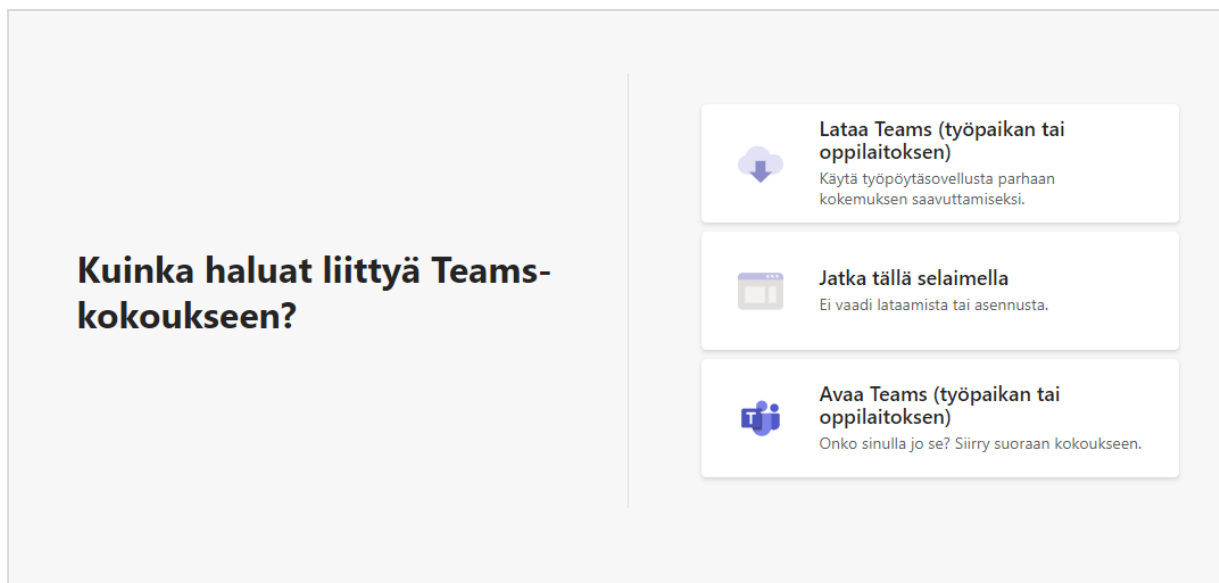 Kuinka haluat liittyä Teams-
kokoukseen?
Lataa Teams (työpaikan tai
oppilaitoksen)
Käytä työpöytäsovellusta parhaan
kokemuksen saavuttamiseksi.
Jatka tällä selaimella
Ei vaadi lataamista tai asennusta.
T
Avaa Teams (työpaikan tai
oppilaitoksen)
Onko sinulla jo se? Siirry suoraan kokoukseen.